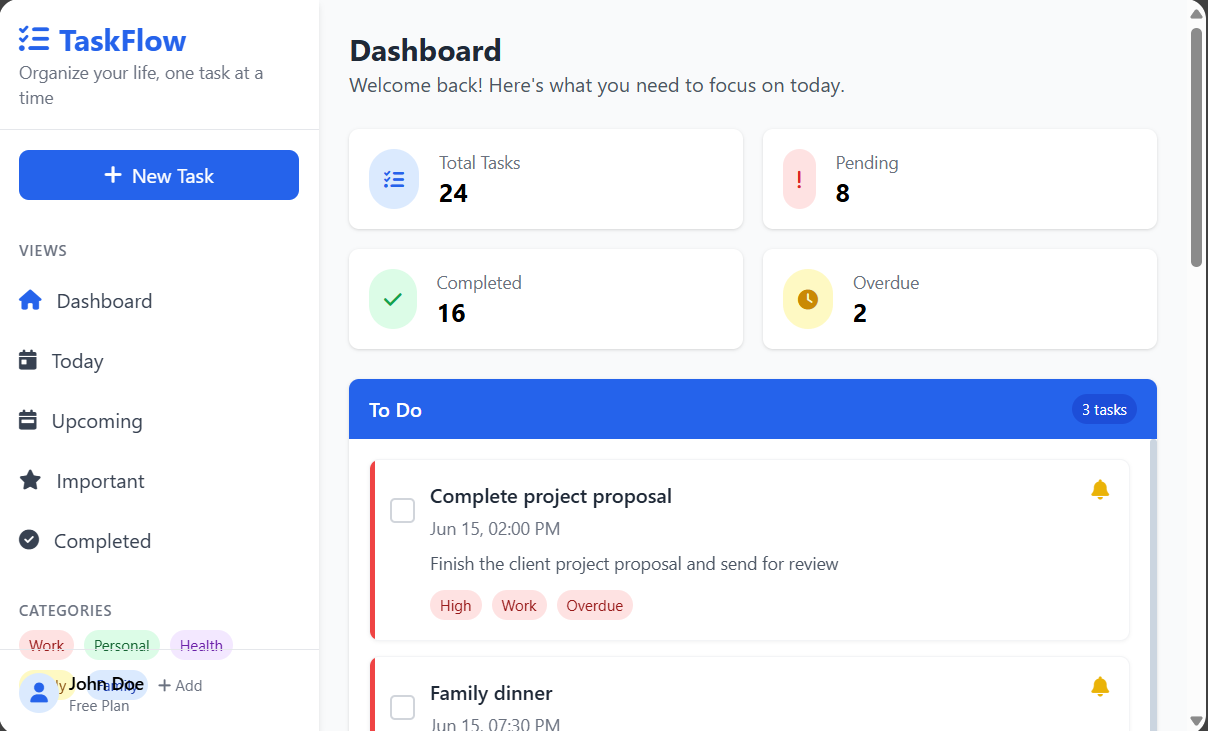 TaskFlow
Organize your life, one task at a
time
New Task
VIEWS
Dashboard
Today
Upcoming
Important
Completed
CATEGORIES
Work Personal Health
Family + Add
John Doe
Free Plan
Dashboard
Welcome back! Here's what you need to focus on today.
Total Tasks
24
Pending
8
Completed
16
Overdue
2
To Do
3 tasks
Complete project proposal
Jun 15, 02:00 PM
Finish the client project proposal and send for review
High Work Overdue
Family dinner
Jun 15, 07:30 PM